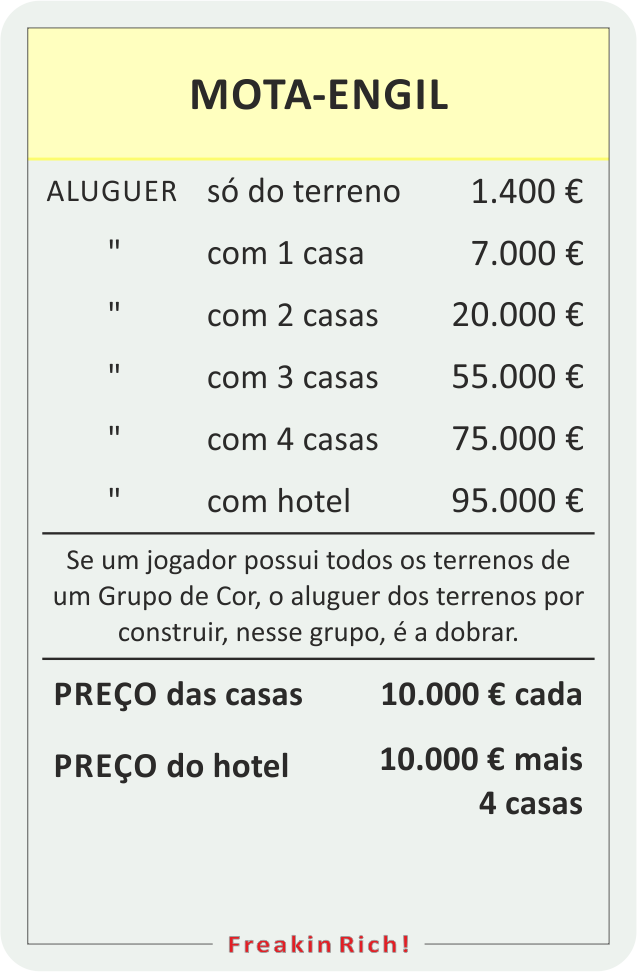 MOTA-ENGIL
ALUGUER só do terreno 1.400 €
" com 1 casa 7.000 €
" com 2 casas 20.000 €
" com 3 casas 55.000 €
" com 4 casas 75.000 €
" com hotel 95.000 €
Se um jogador possui todos os terrenos de
um Grupo de Cor, o aluguer dos terrenos por
construir, nesse grupo, é a dobrar.
PREÇO das casas 10.000 € cada
PREÇO do hotel 10.000 € mais
4 casas
Freakin Rich!